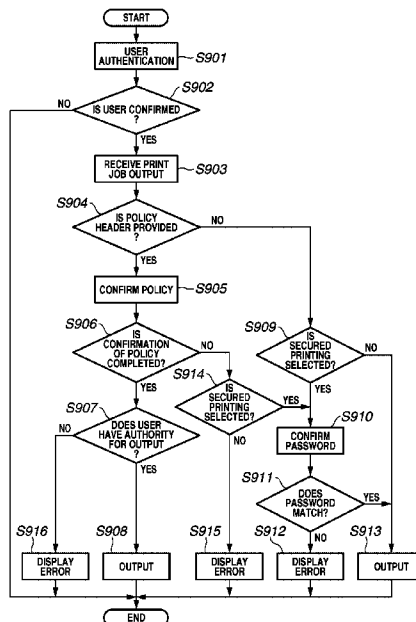 START
USER
AUTHENTICATION
S901
S902
NO
IS USER CONFIRMED
?
YES
RECEIVE PRINT
JOB OUTPUT
S903
S904
IS POLICY
HEADER PROVIDED
?
NO
YES
CONFIRM POLICY
S905
S906
IS
CONFIRMATION
OF POLICY
COMPLETED?
NO
YES
S909
IS
SECURED
PRINTING
SELECTED?
NO
YES
S914
IS
SECURED
PRINTING
SELECTED?
YES
NO
S907
DOES USER
HAVE AUTHORITY
FOR OUTPUT
?
NO
YES
S910
CONFIRM
PASSWORD
S911
DOES
PASSWORD
MATCH?
YES
NO
S916
DISPLAY
ERROR
S908
OUTPUT
S915
DISPLAY
ERROR
S912
DISPLAY
ERROR
S913
OUTPUT
END